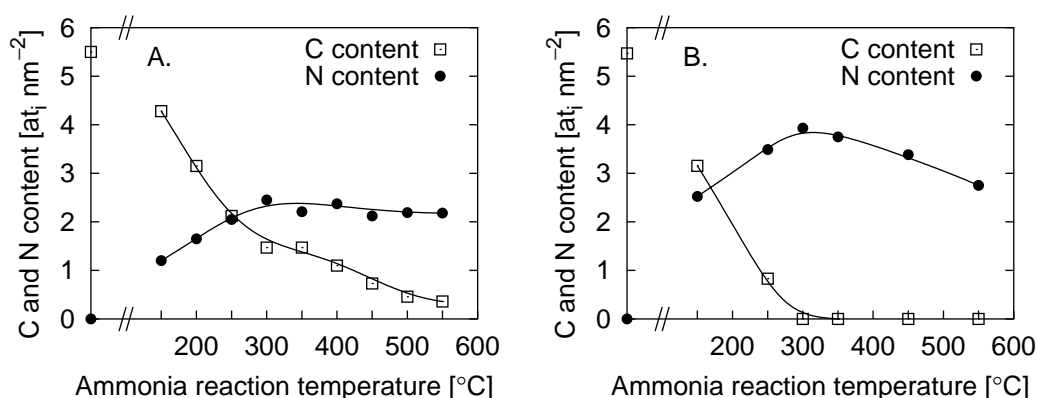 A.
C content
N content
C and N content [at_i nm^−2]
6
5
4
3
2
1
0
200 300 400 500 600
Ammonia reaction temperature [°C]
B.
C content
N content
C and N content [at_i nm^−2]
6
5
4
3
2
1
0
200 300 400 500 600
Ammonia reaction temperature [°C]